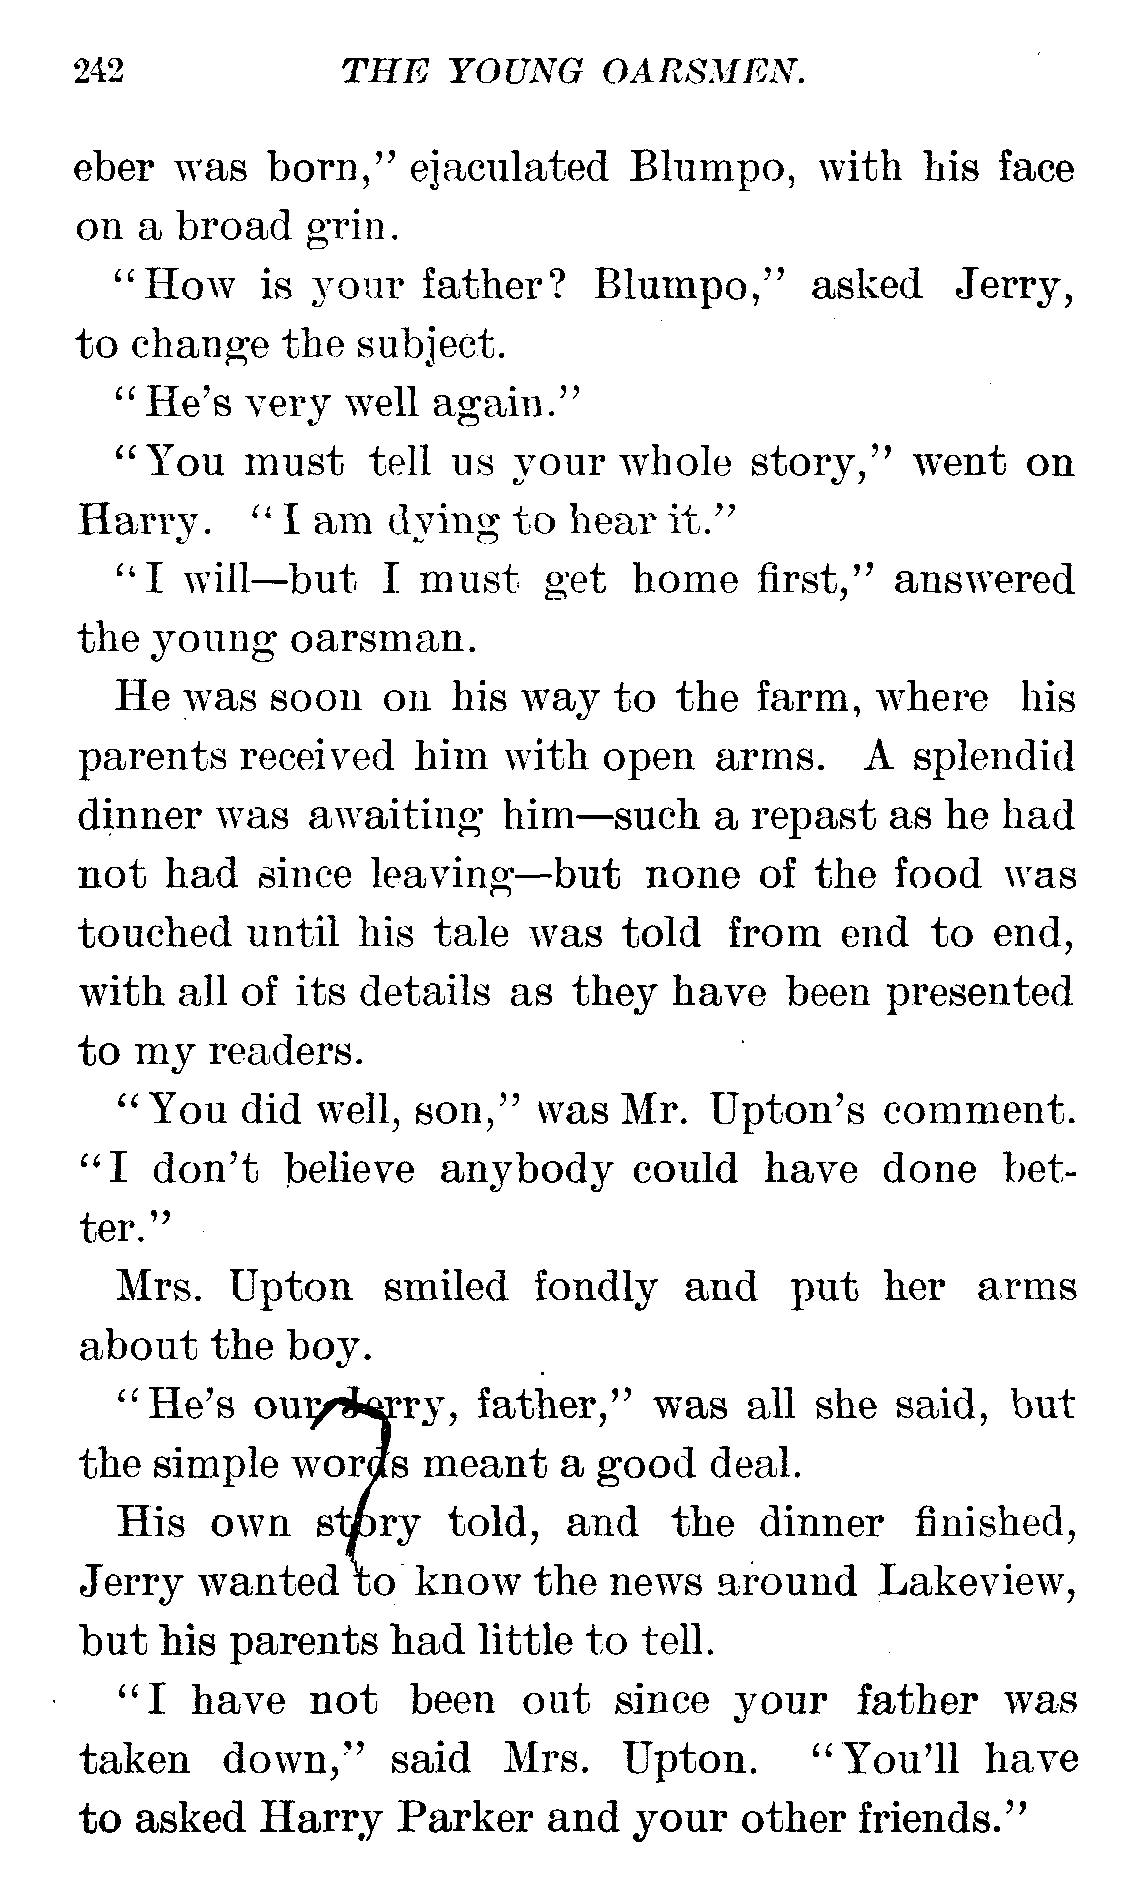 242 THE YOUNG OARSMEN.
eber was born," ejaculated Blumpo, with his face
on a broad grin.
"How is your father? Blumpo," asked Jerry,
to change the subject.
"He's very well again."
"You must tell us your whole story," went on
Harry. "I am dying to hear it."
"I will—but I must get home first," answered
the young oarsman.
He was soon on his way to the farm, where his
parents received him with open arms. A splendid
dinner was awaiting him—such a repast as he had
not had since leaving—but none of the food was
touched until his tale was told from end to end,
with all of its details as they have been presented
to my readers.
"You did well, son," was Mr. Upton's comment.
"I don't believe anybody could have done bet-
ter."
Mrs. Upton smiled fondly and put her arms
about the boy.
"He's our Jerry, father," was all she said, but
the simple words meant a good deal.
His own story told, and the dinner finished,
Jerry wanted to know the news around Lakeview,
but his parents had little to tell.
"I have not been out since your father was
taken down," said Mrs. Upton. "You'll have
to asked Harry Parker and your other friends."